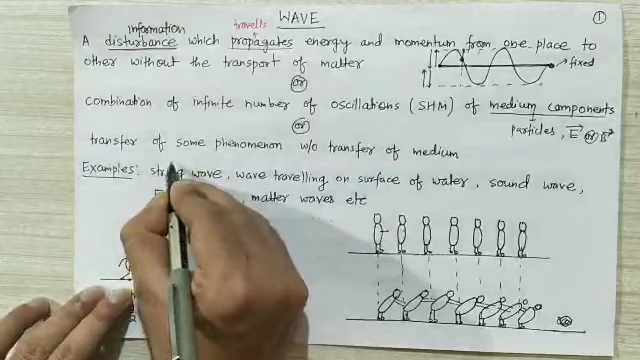 WAVE
①
information travells
A disturbance which propagates energy and momentum from one place to
other without the transport of matter
→ fixed
or
combination of infinite number of oscillations (SHM) of medium components
or
particles, E or B
transfer of some phenomenon w/o transfer of medium
Examples: string wave, wave travelling on surface of water, sound wave,
matter waves etc